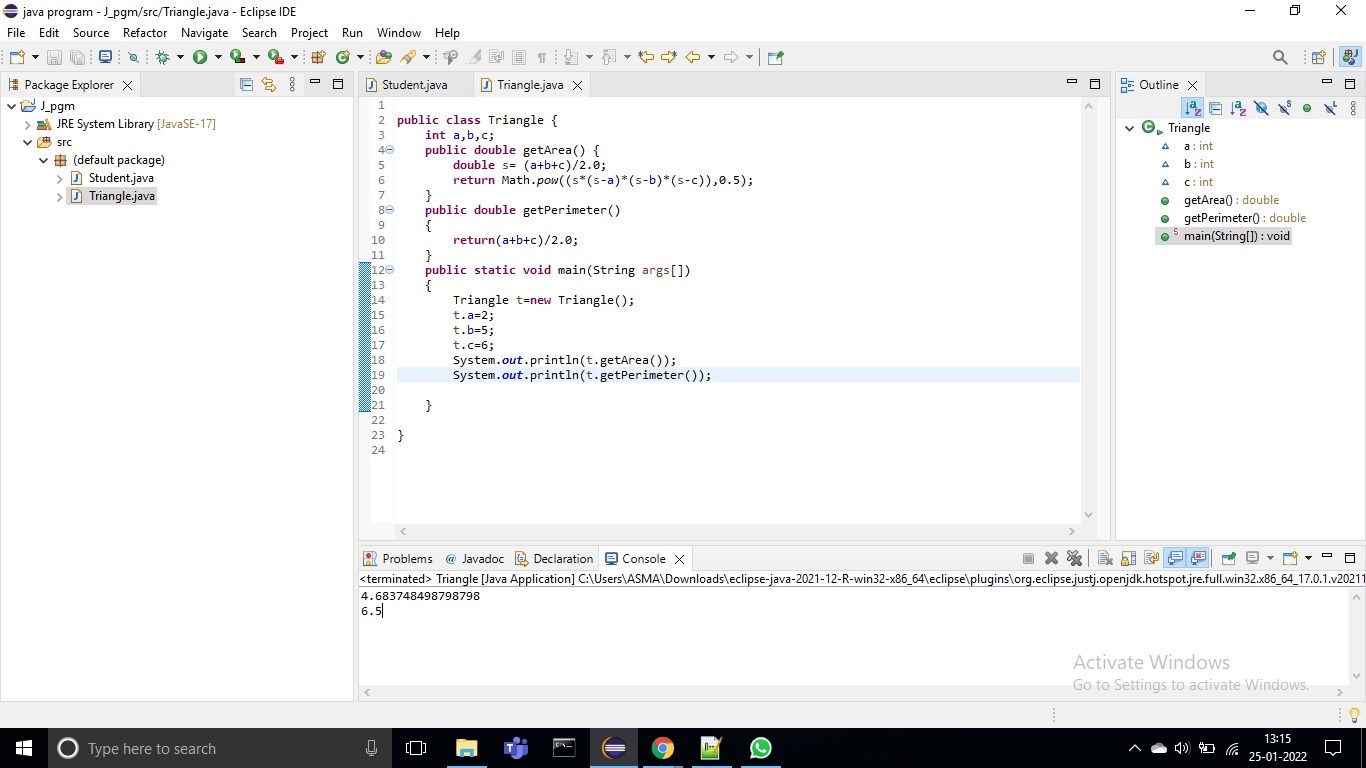 java program - J_pgm/src/Triangle.java - Eclipse IDE
File Edit Source Refactor Navigate Search Project Run Window Help
Package Explorer
J_pgm
JRE System Library [JavaSE-17]
src
(default package)
Student.java
Triangle.java
Student.java Triangle.java
1
2 public class Triangle {
3 int a,b,c;
4 public double getArea() {
5 double s= (a+b+c)/2.0;
6 return Math.pow((s*(s-a)*(s-b)*(s-c)),0.5);
7 }
8 public double getPerimeter()
9 {
10 return(a+b+c)/2.0;
11 }
12 public static void main(String args[])
13 {
14 Triangle t=new Triangle();
15 t.a=2;
16 t.b=5;
17 t.c=6;
18 System.out.println(t.getArea());
19 System.out.println(t.getPerimeter());
20
21 }
22
23 }
24
Outline
Triangle
a : int
b : int
c : int
getArea() : double
getPerimeter() : double
main(String[]) : void
Problems @ Javadoc Declaration Console
<terminated> Triangle [Java Application] C:\Users\ASMA\Downloads\eclipse-java-2021-12-R-win32-x86_64\eclipse\plugins\org.eclipse.justj.openjdk.hotspot.jre.full.win32.x86_64_17.0.1.v20211
4.683748498798798
6.5
Activate Windows
Go to Settings to activate Windows.
Type here to search
13:15
25-01-2022